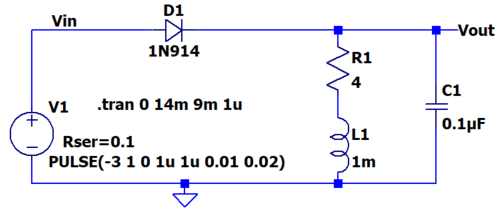 D1
Vin
Vout
1N914
R1
4
C1
0.1µF
V1
.tran 0 14m 9m 1u
L1
1m
Rser=0.1
PULSE(-3 1 0 1u 1u 0.01 0.02)